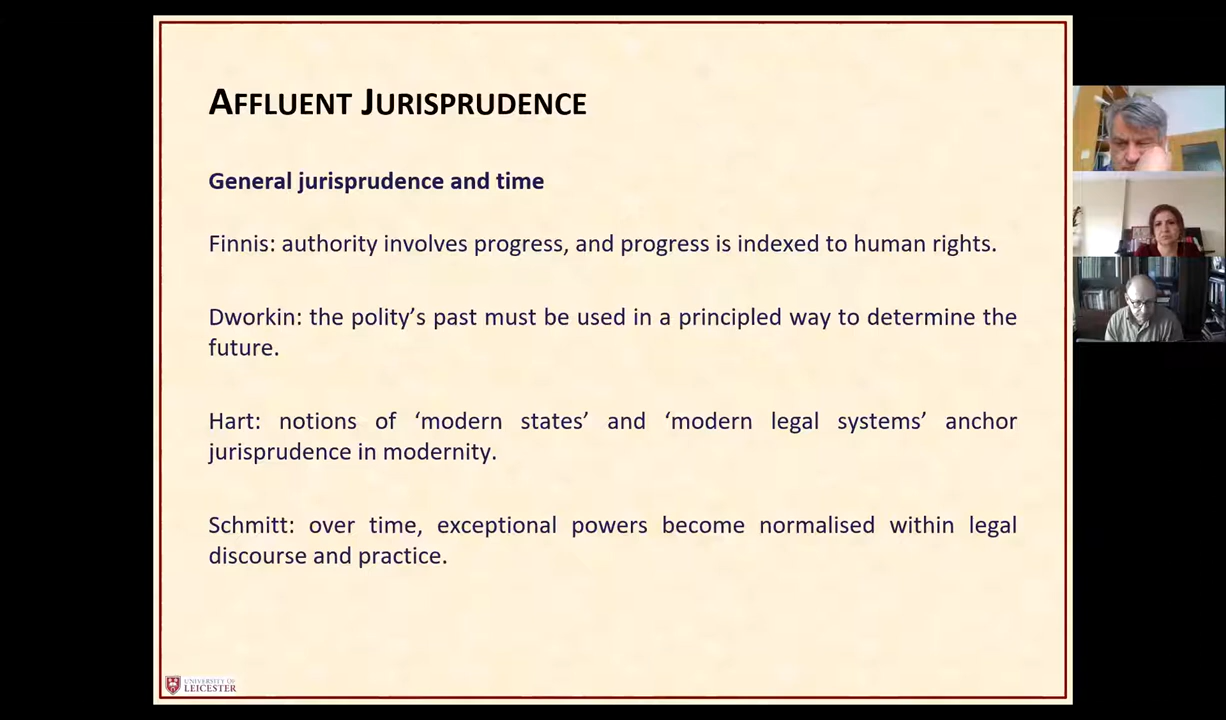 AFFLUENT JURISPRUDENCE
General jurisprudence and time
Finnis: authority involves progress, and progress is indexed to human rights.
Dworkin: the polity’s past must be used in a principled way to determine the
future.
Hart: notions of ‘modern states’ and ‘modern legal systems’ anchor
jurisprudence in modernity.
Schmitt: over time, exceptional powers become normalised within legal
discourse and practice.
UNIVERSITY OF
LEICESTER